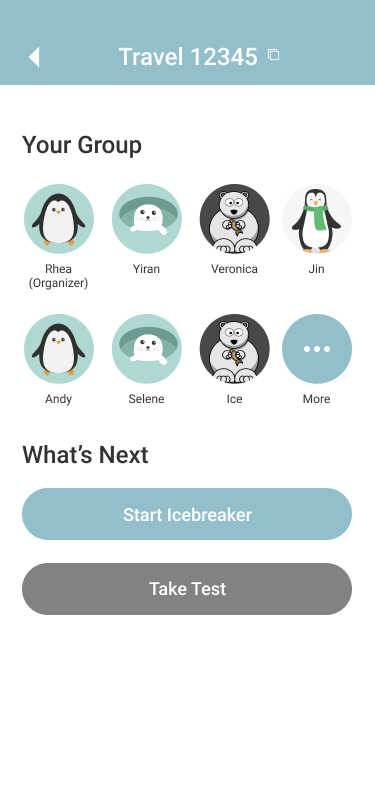 Travel 12345
Your Group
Rhea
(Organizer)
Yiran
Veronica
Jin
Andy
Selene
Ice
More
What’s Next
Start Icebreaker
Take Test